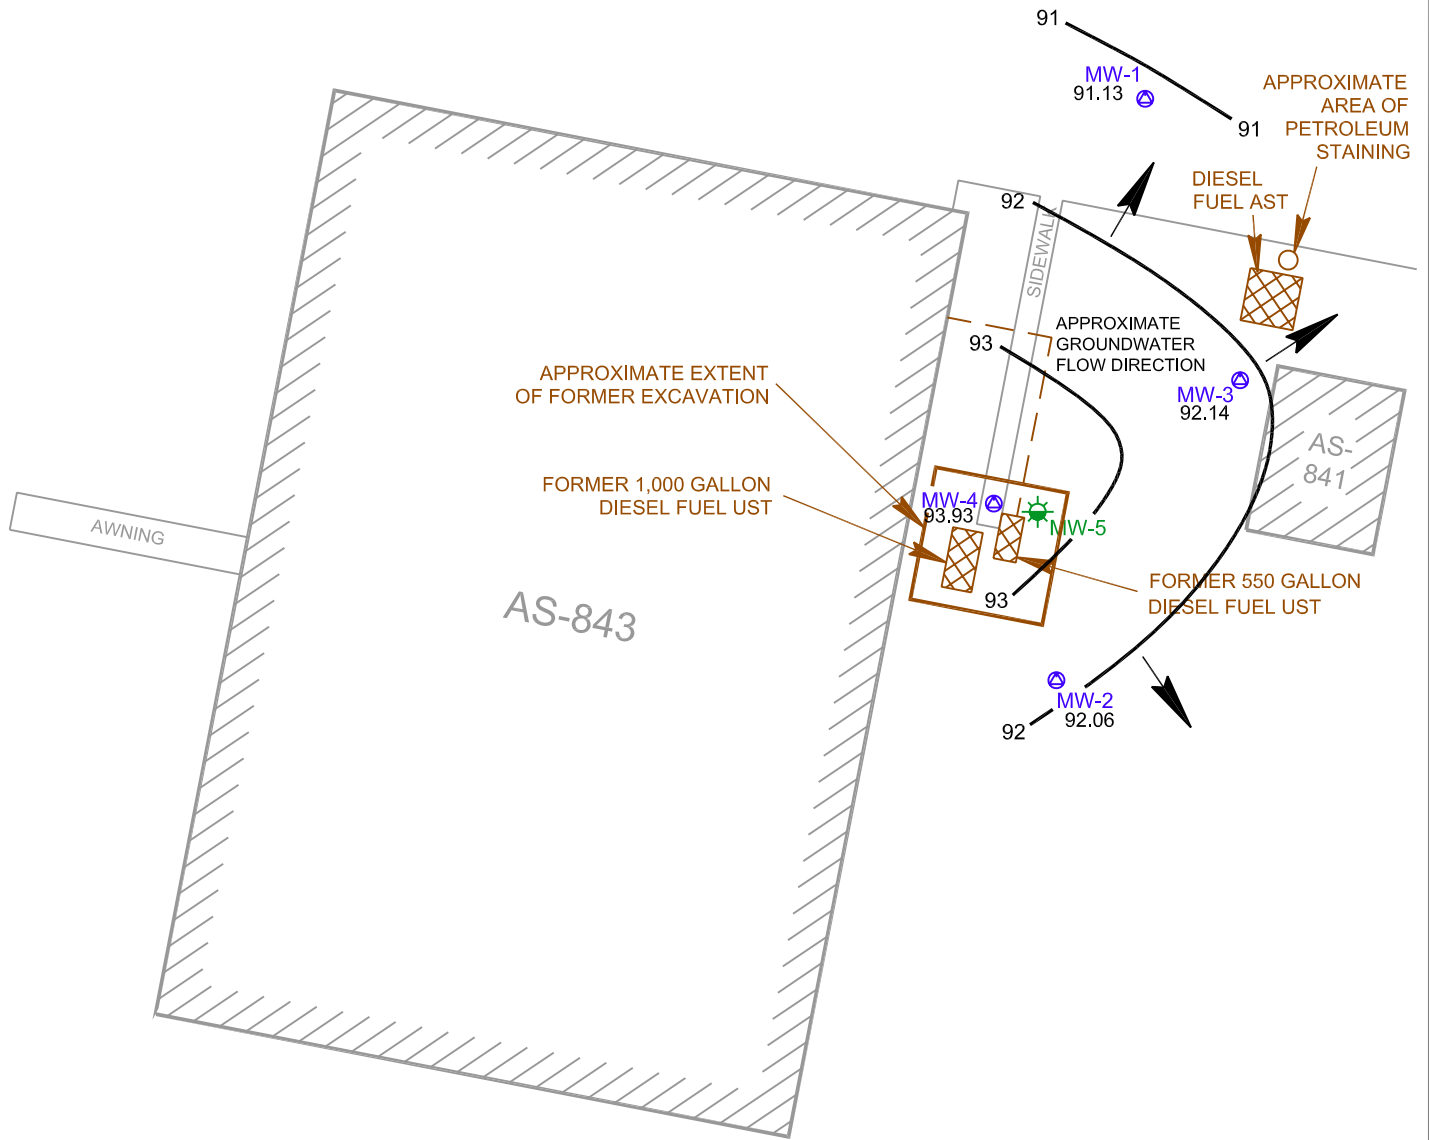 91
MW-1
91.13
91
APPROXIMATE
AREA OF
PETROLEUM
STAINING
DIESEL
FUEL AST
92
SIDEWALK
APPROXIMATE
GROUNDWATER
FLOW DIRECTION
93
APPROXIMATE EXTENT
OF FORMER EXCAVATION
MW-3
92.14
AS-
841
FORMER 1,000 GALLON
DIESEL FUEL UST
MW-4
93.93
MW-5
AWNING
AS-843
93
FORMER 550 GALLON
DIESEL FUEL UST
MW-2
92.06
92